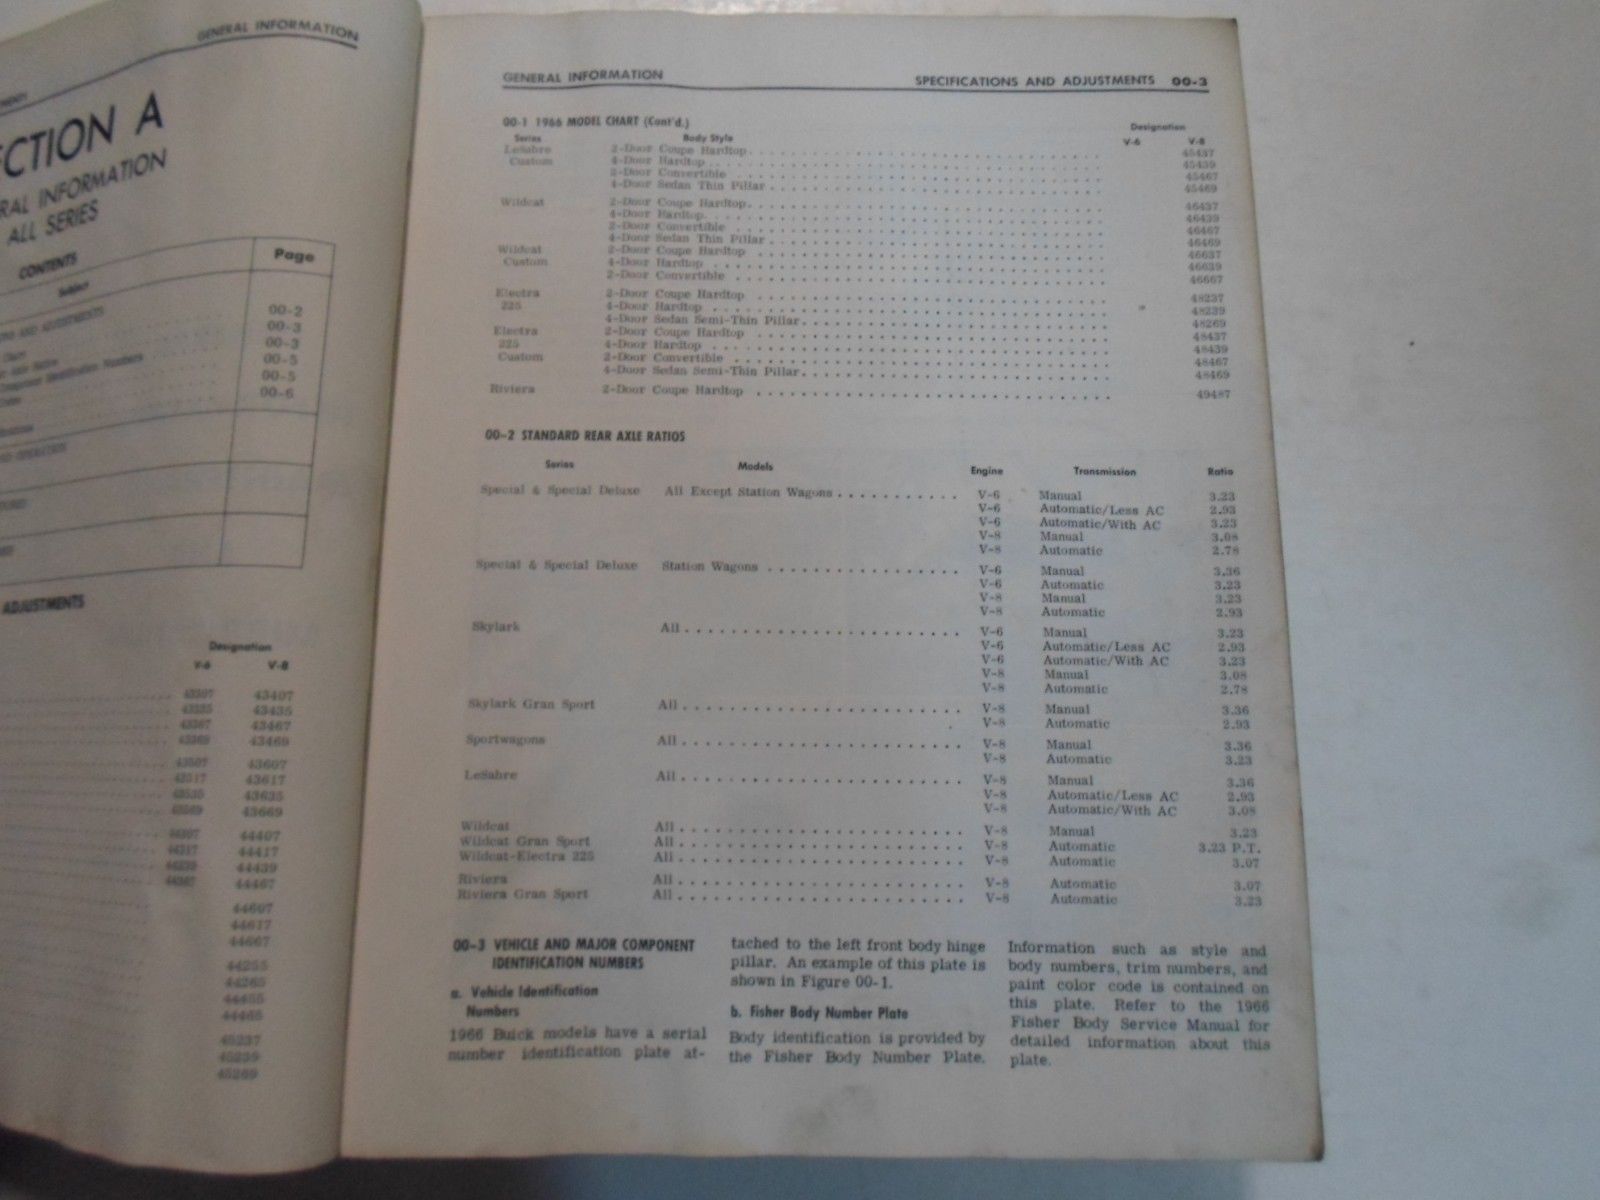 GENERAL INFORMATION
ECTION A
RAL INFORMATION
ALL SERIES
CONTENTS
Subject Page
00-2
00-3
00-3
00-5
00-5
00-6
ADJUSTMENTS
Designation
V-6 V-8
43307 43407
43335 43435
43367 43467
43369 43469
43507 43607
43517 43617
43535 43635
43569 43669
44307 44407
44317 44417
44339 44439
44367 44467
44607
44617
44667
44255
44265
44455
44465
45237
45239
45269
GENERAL INFORMATION SPECIFICATIONS AND ADJUSTMENTS 00-3
00-1 1966 MODEL CHART (Cont'd.)
Designation
Series Body Style V-6 V-8
LeSabre 2-Door Coupe Hardtop 45437
Custom 4-Door Hardtop 45439
2-Door Convertible 45467
4-Door Sedan Thin Pillar 45469
Wildcat 2-Door Coupe Hardtop 46437
4-Door Hardtop 46439
2-Door Convertible 46467
4-Door Sedan Thin Pillar 46469
Wildcat 2-Door Coupe Hardtop 46637
Custom 4-Door Hardtop 46639
2-Door Convertible 46667
Electra 2-Door Coupe Hardtop 48237
225 4-Door Hardtop 48239
4-Door Sedan Semi-Thin Pillar 48269
Electra 2-Door Coupe Hardtop 48437
225 4-Door Hardtop 48439
Custom 2-Door Convertible 48467
4-Door Sedan Semi-Thin Pillar 48469
Riviera 2-Door Coupe Hardtop 49487
00-2 STANDARD REAR AXLE RATIOS
Series Models Engine Transmission Ratio
Special & Special Deluxe All Except Station Wagons V-6 Manual 3.23
V-6 Automatic/Less AC 2.93
V-6 Automatic/With AC 3.23
V-8 Manual 3.08
V-8 Automatic 2.78
Special & Special Deluxe Station Wagons V-6 Manual 3.36
V-6 Automatic 3.23
V-8 Manual 3.23
V-8 Automatic 2.93
Skylark All V-6 Manual 3.23
V-6 Automatic/Less AC 2.93
V-6 Automatic/With AC 3.23
V-8 Manual 3.08
V-8 Automatic 2.78
Skylark Gran Sport All V-8 Manual 3.36
V-8 Automatic 2.93
Sportwagons All V-8 Manual 3.36
V-8 Automatic 3.23
LeSabre All V-8 Manual 3.36
V-8 Automatic/Less AC 2.93
V-8 Automatic/With AC 3.08
Wildcat All V-8 Manual 3.23
Wildcat Gran Sport All V-8 Automatic 3.23 P.T.
Wildcat-Electra 225 All V-8 Automatic 3.07
Riviera All V-8 Automatic 3.07
Riviera Gran Sport All V-8 Automatic 3.23
00-3 VEHICLE AND MAJOR COMPONENT
IDENTIFICATION NUMBERS
a. Vehicle Identification
Numbers
1966 Buick models have a serial
number identification plate at-
tached to the left front body hinge
pillar. An example of this plate is
shown in Figure 00-1.
b. Fisher Body Number Plate
Body identification is provided by
the Fisher Body Number Plate.
Information such as style and
body numbers, trim numbers, and
paint color code is contained on
this plate. Refer to the 1966
Fisher Body Service Manual for
detailed information about this
plate.